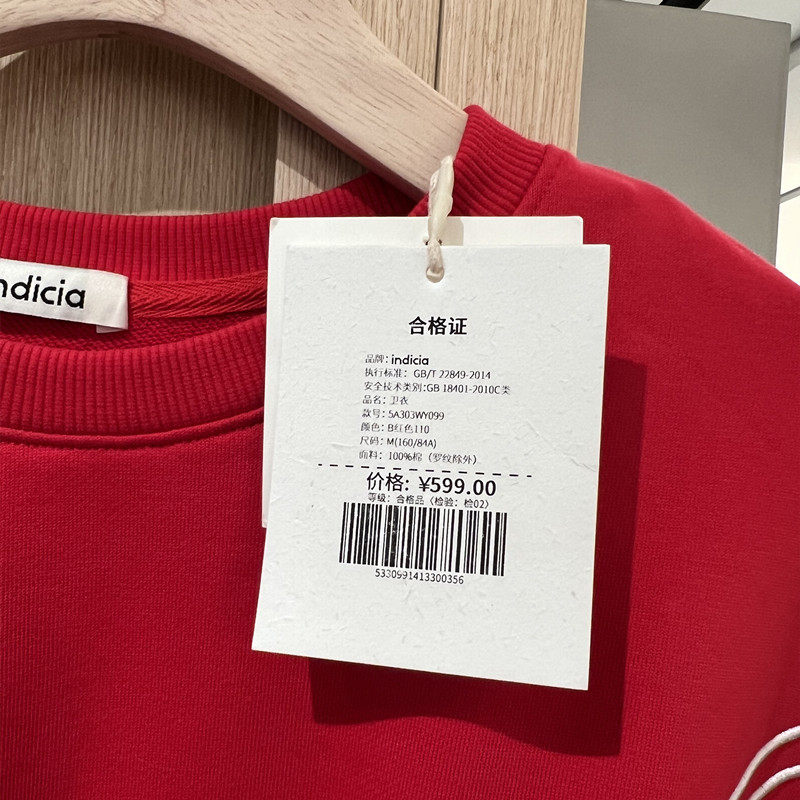 indicia
合格证
品牌: indicia
执行标准: GB/T 22849-2014
安全技术类别:GB 18401-2010C类
品名: 卫衣
款号: 5A303WY099
颜色: B红色110
尺码: M(160/84A)
面料: 100%棉 (罗纹除外)
价格: ¥599.00
等级: 合格品 (检验: 检02)
5330991413300356